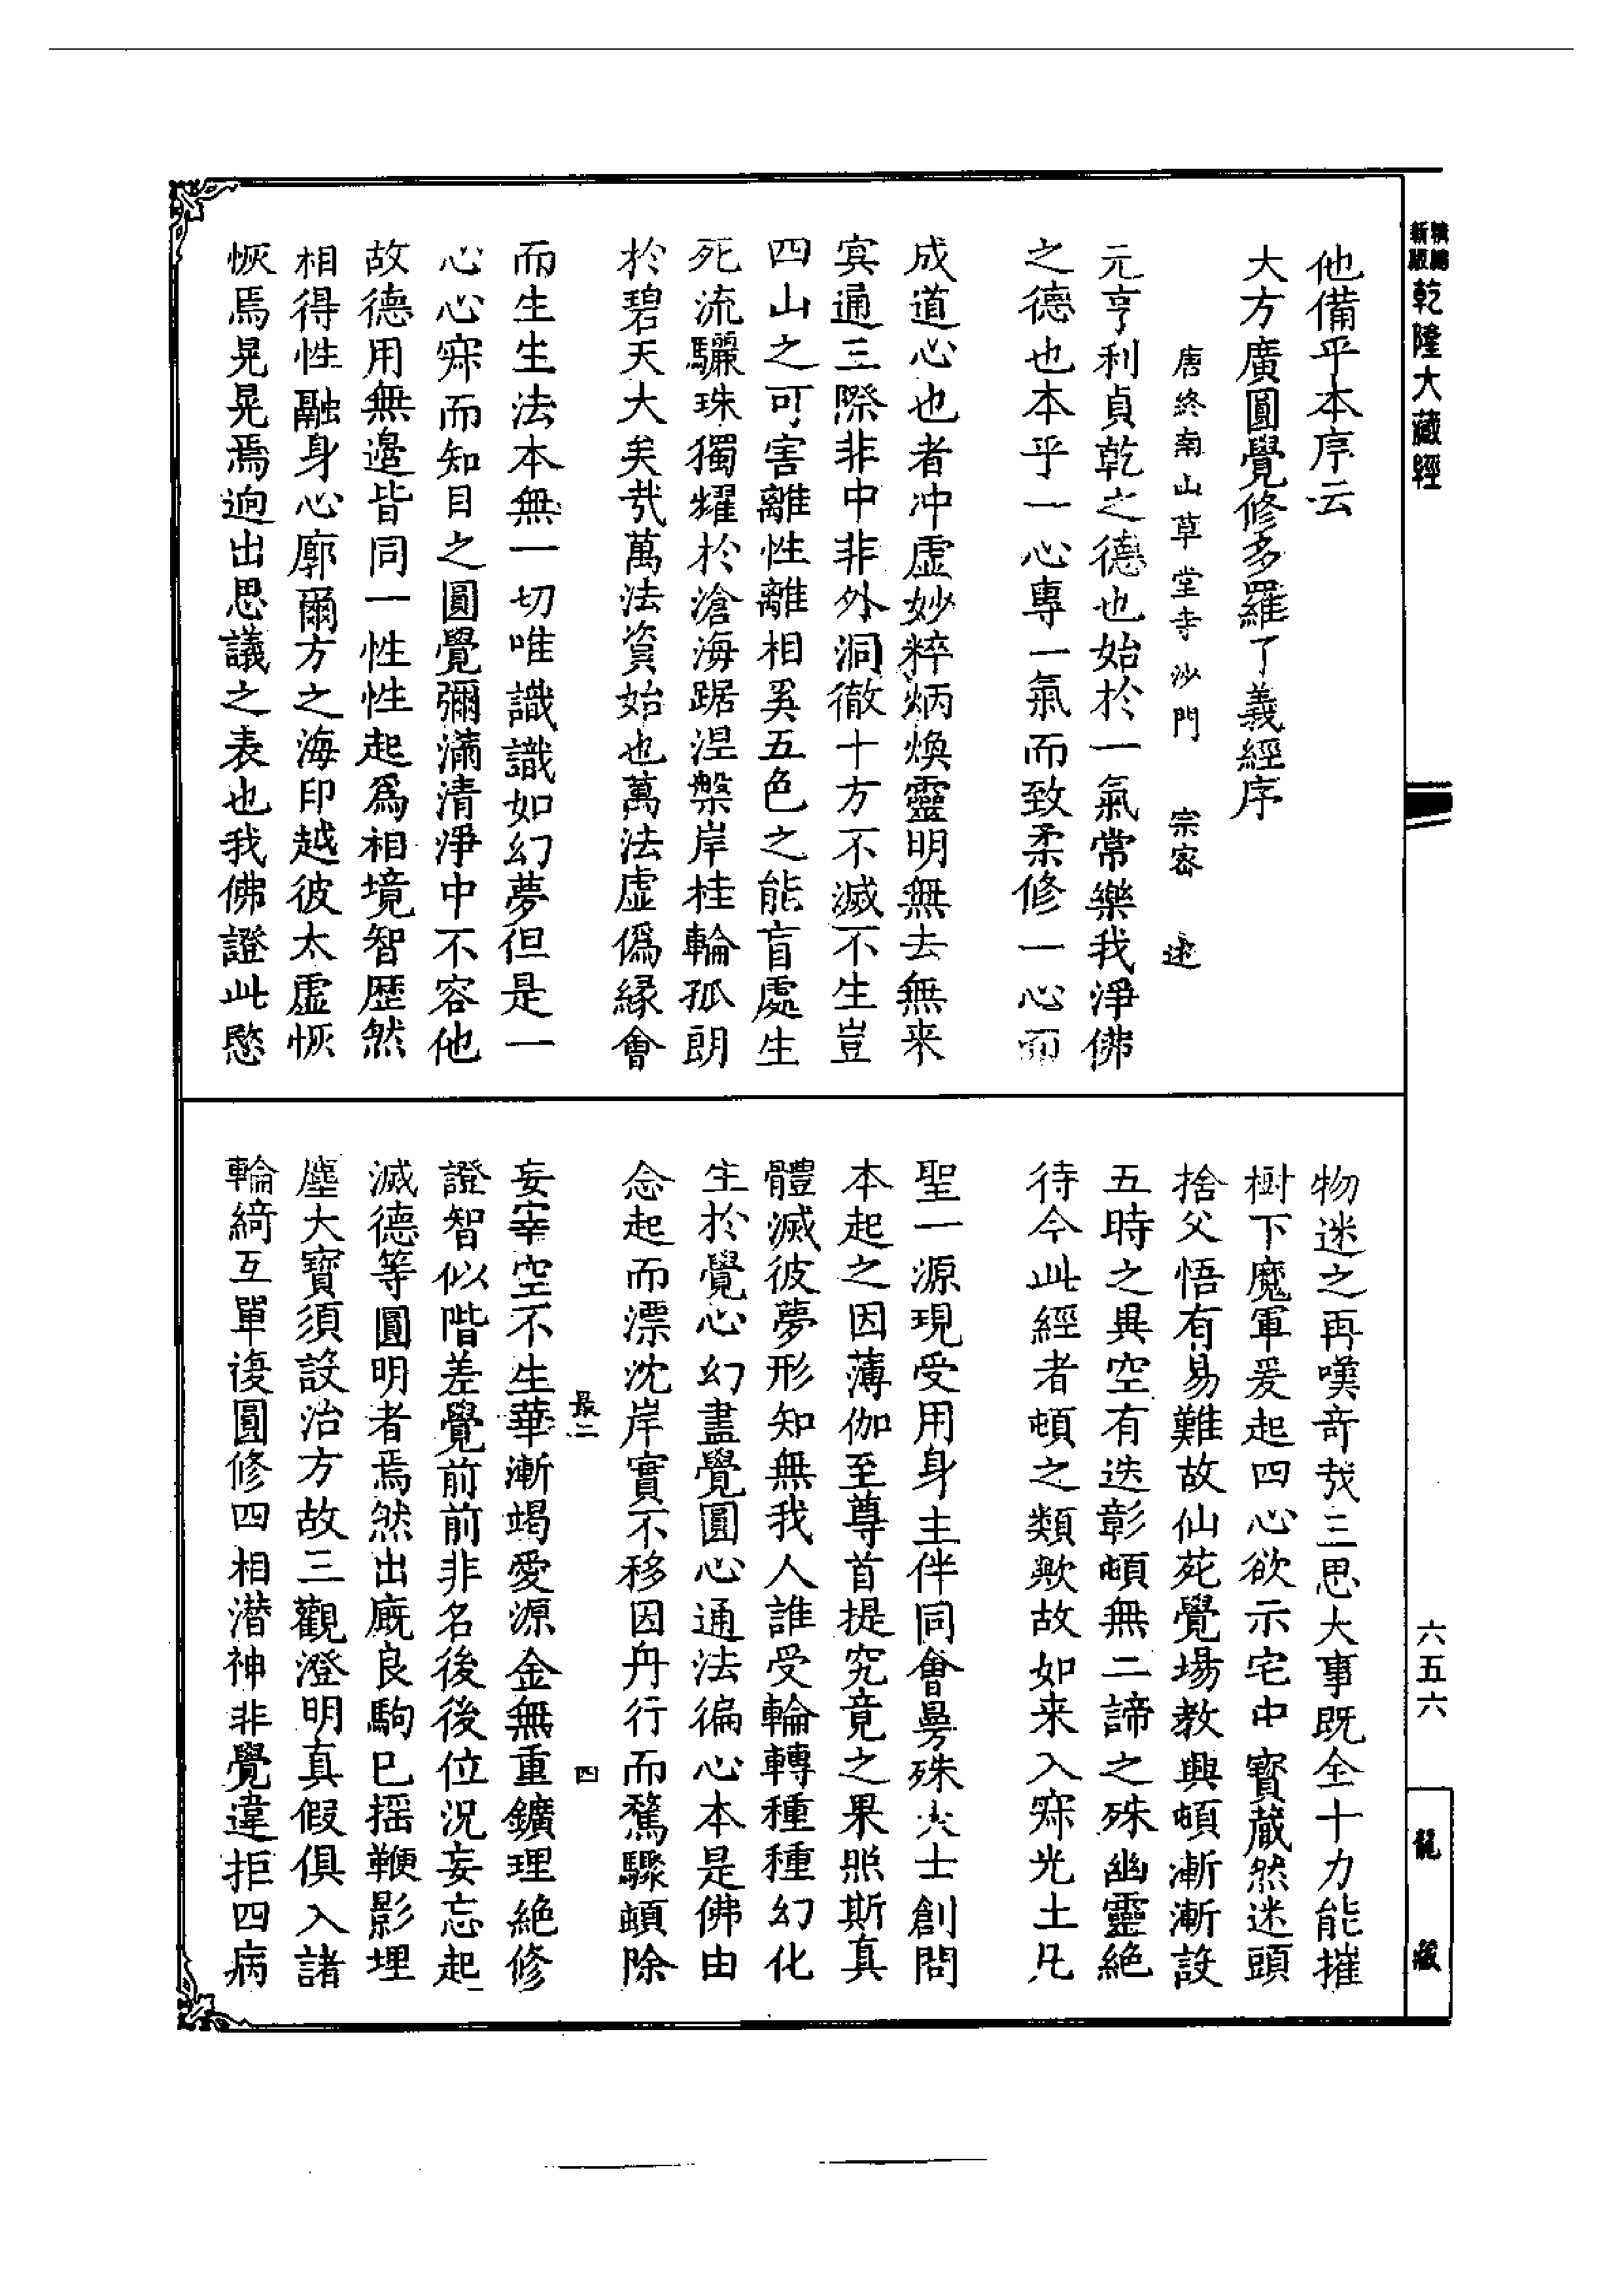 新編
縮版
乾隆大藏經
六五六
龍藏
他備乎本序云
大方廣圓覺修多羅了義經序
唐終南山草堂寺沙門 宗密 述
元亨利貞乾之德也始於一氣常樂我淨佛
之德也本乎一心專一氣而致柔修一心而
成道心也者冲虛妙粹炳煥靈明無去無来
㝠通三際非中非外洞徹十方不滅不生豈
四山之可害離性離相奚五色之能盲處生
死流驪珠獨耀於滄海踞涅槃岸桂輪孤朗
於碧天大矣哉萬法資始也萬法虛僞緣會
而生生法本無一切唯識識如幻夢但是一
心心㝛而知目之圓覺彌滿清淨中不容他
故德用無邊皆同一性性起爲相境智歷然
相得性融身心廓爾方之海印越彼太虛恢
恢焉晃晃焉逈出思議之表也我佛證此愍
物迷之再嘆奇哉三思大事既全十力能摧
樹下魔軍爰起四心欲示宅中寳藏然迷頭
捨父悟有易難故仙苑覺場教興頓漸漸設
五時之異空有迭彰頓無二諦之殊幽靈絕
待今此經者頓之類歟故如来入㝛光土凡
聖一源現受用身主伴同會曼殊大士創問
本起之因薄伽至尊首提究竟之果照斯真
體滅彼夢形知無我人誰受輪轉種種幻化
生於覺心幻盡覺圓心通法徧心本是佛由
念起而漂沈岸實不移因舟行而騖驟頓除
最二 四
妄宰空不生華漸竭愛源金無重鑛理絕修
證智似階差覺前前非名後後位況妄忘起
滅德等圓明者焉然出廐良駒已揺鞭影埋
塵大寶須設治方故三觀澄明真假俱入諸
輪綺互單複圓修四相潛神非覺違拒四病